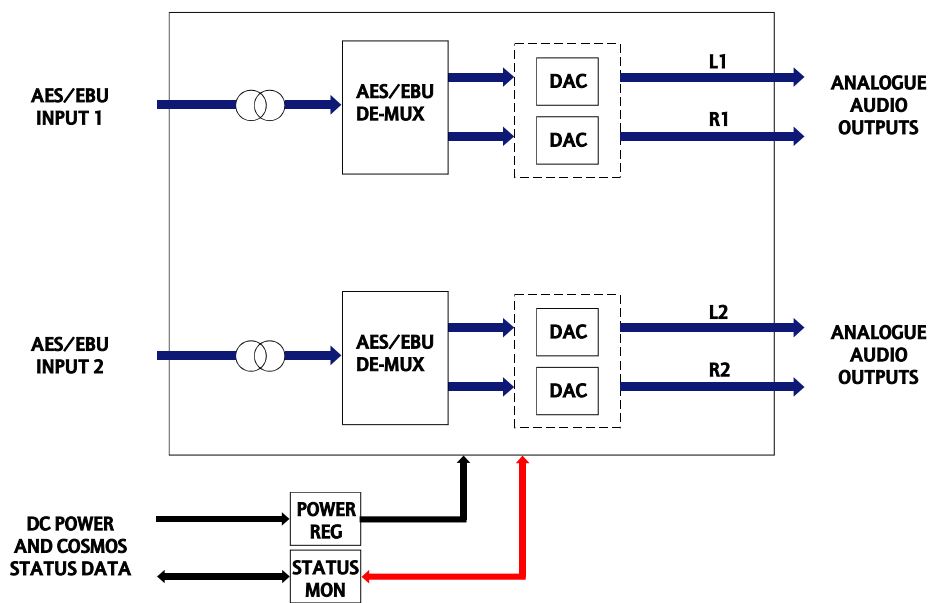 AES/EBU
INPUT 1
AES/EBU
DE-MUX
DAC
DAC
L1
R1
ANALOGUE
AUDIO
OUTPUTS
AES/EBU
INPUT 2
AES/EBU
DE-MUX
DAC
DAC
L2
R2
ANALOGUE
AUDIO
OUTPUTS
DC POWER
AND COSMOS
STATUS DATA
POWER
REG
STATUS
MON